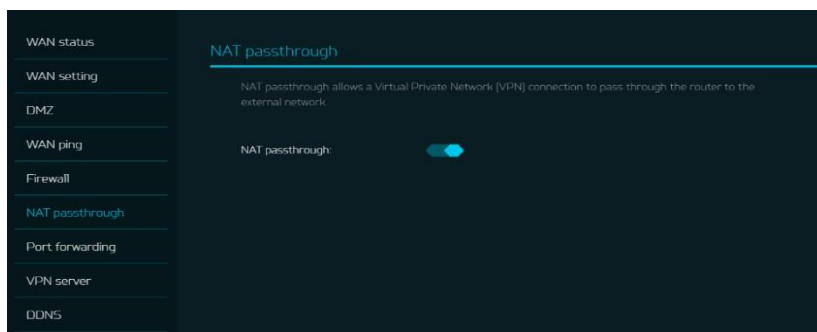 WAN status
WAN setting
DMZ
WAN ping
Firewall
NAT passthrough
Port forwarding
VPN server
DDNS
NAT passthrough
NAT passthrough allows a Virtual Private Network (VPN) connection to pass through the router to the
external network.
NAT passthrough: